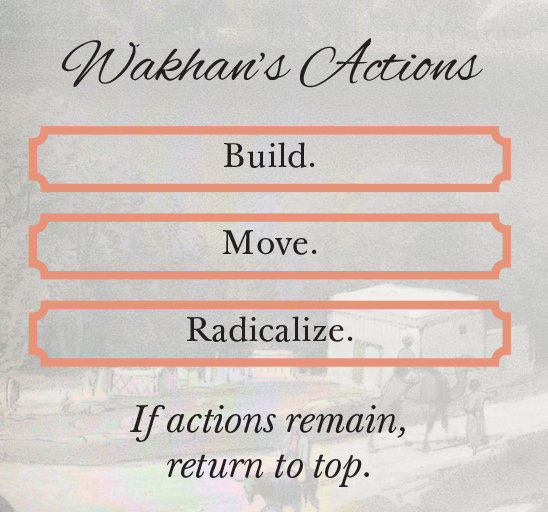 Wakhan's Actions
Build.
Move.
Radicalize.
If actions remain,
return to top.